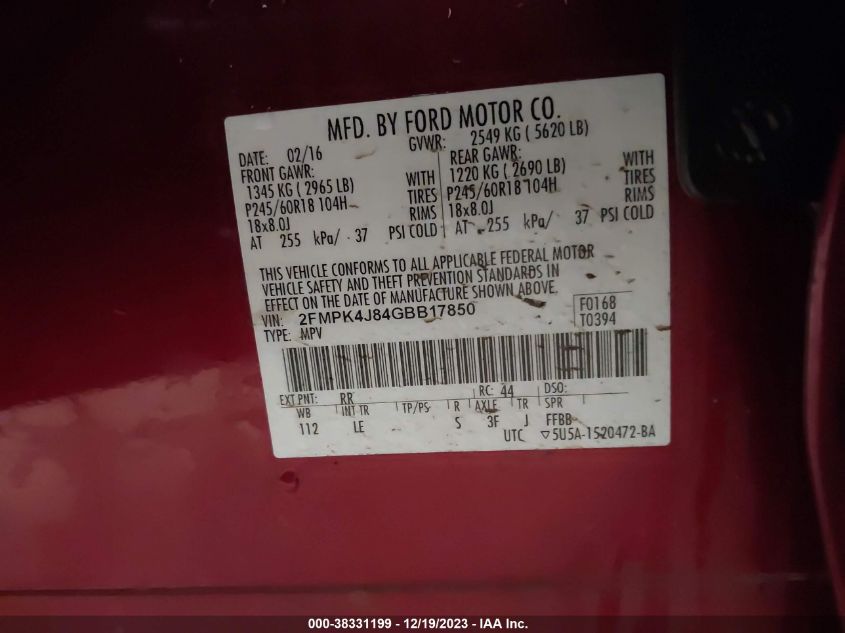 MFD. BY FORD MOTOR CO.
DATE: 02/16 GVWR: 2549 KG ( 5620 LB)
FRONT GAWR: REAR GAWR:
1345 KG ( 2965 LB) WITH 1220 KG ( 2690 LB) WITH
P245/60R18 104H TIRES P245/60R18 104H TIRES
18x8.0J RIMS 18x8.0J RIMS
AT 255 kPa/ 37 PSI COLD AT 255 kPa/ 37 PSI COLD
THIS VEHICLE CONFORMS TO ALL APPLICABLE FEDERAL MOTOR
VEHICLE SAFETY AND THEFT PREVENTION STANDARDS IN
EFFECT ON THE DATE OF MANUFACTURE SHOWN ABOVE.
VIN: 2FMPK4J84GBB17850 F0168
TYPE: MPV T0394
EXT PNT: RR RC: 44 DSO:
WB INT TR TP/PS R AXLE TR SPR
112 LE S 3F J FFBB
UTC ▽5U5A-1520472-BA
000-38331199 - 12/19/2023 - IAA Inc.